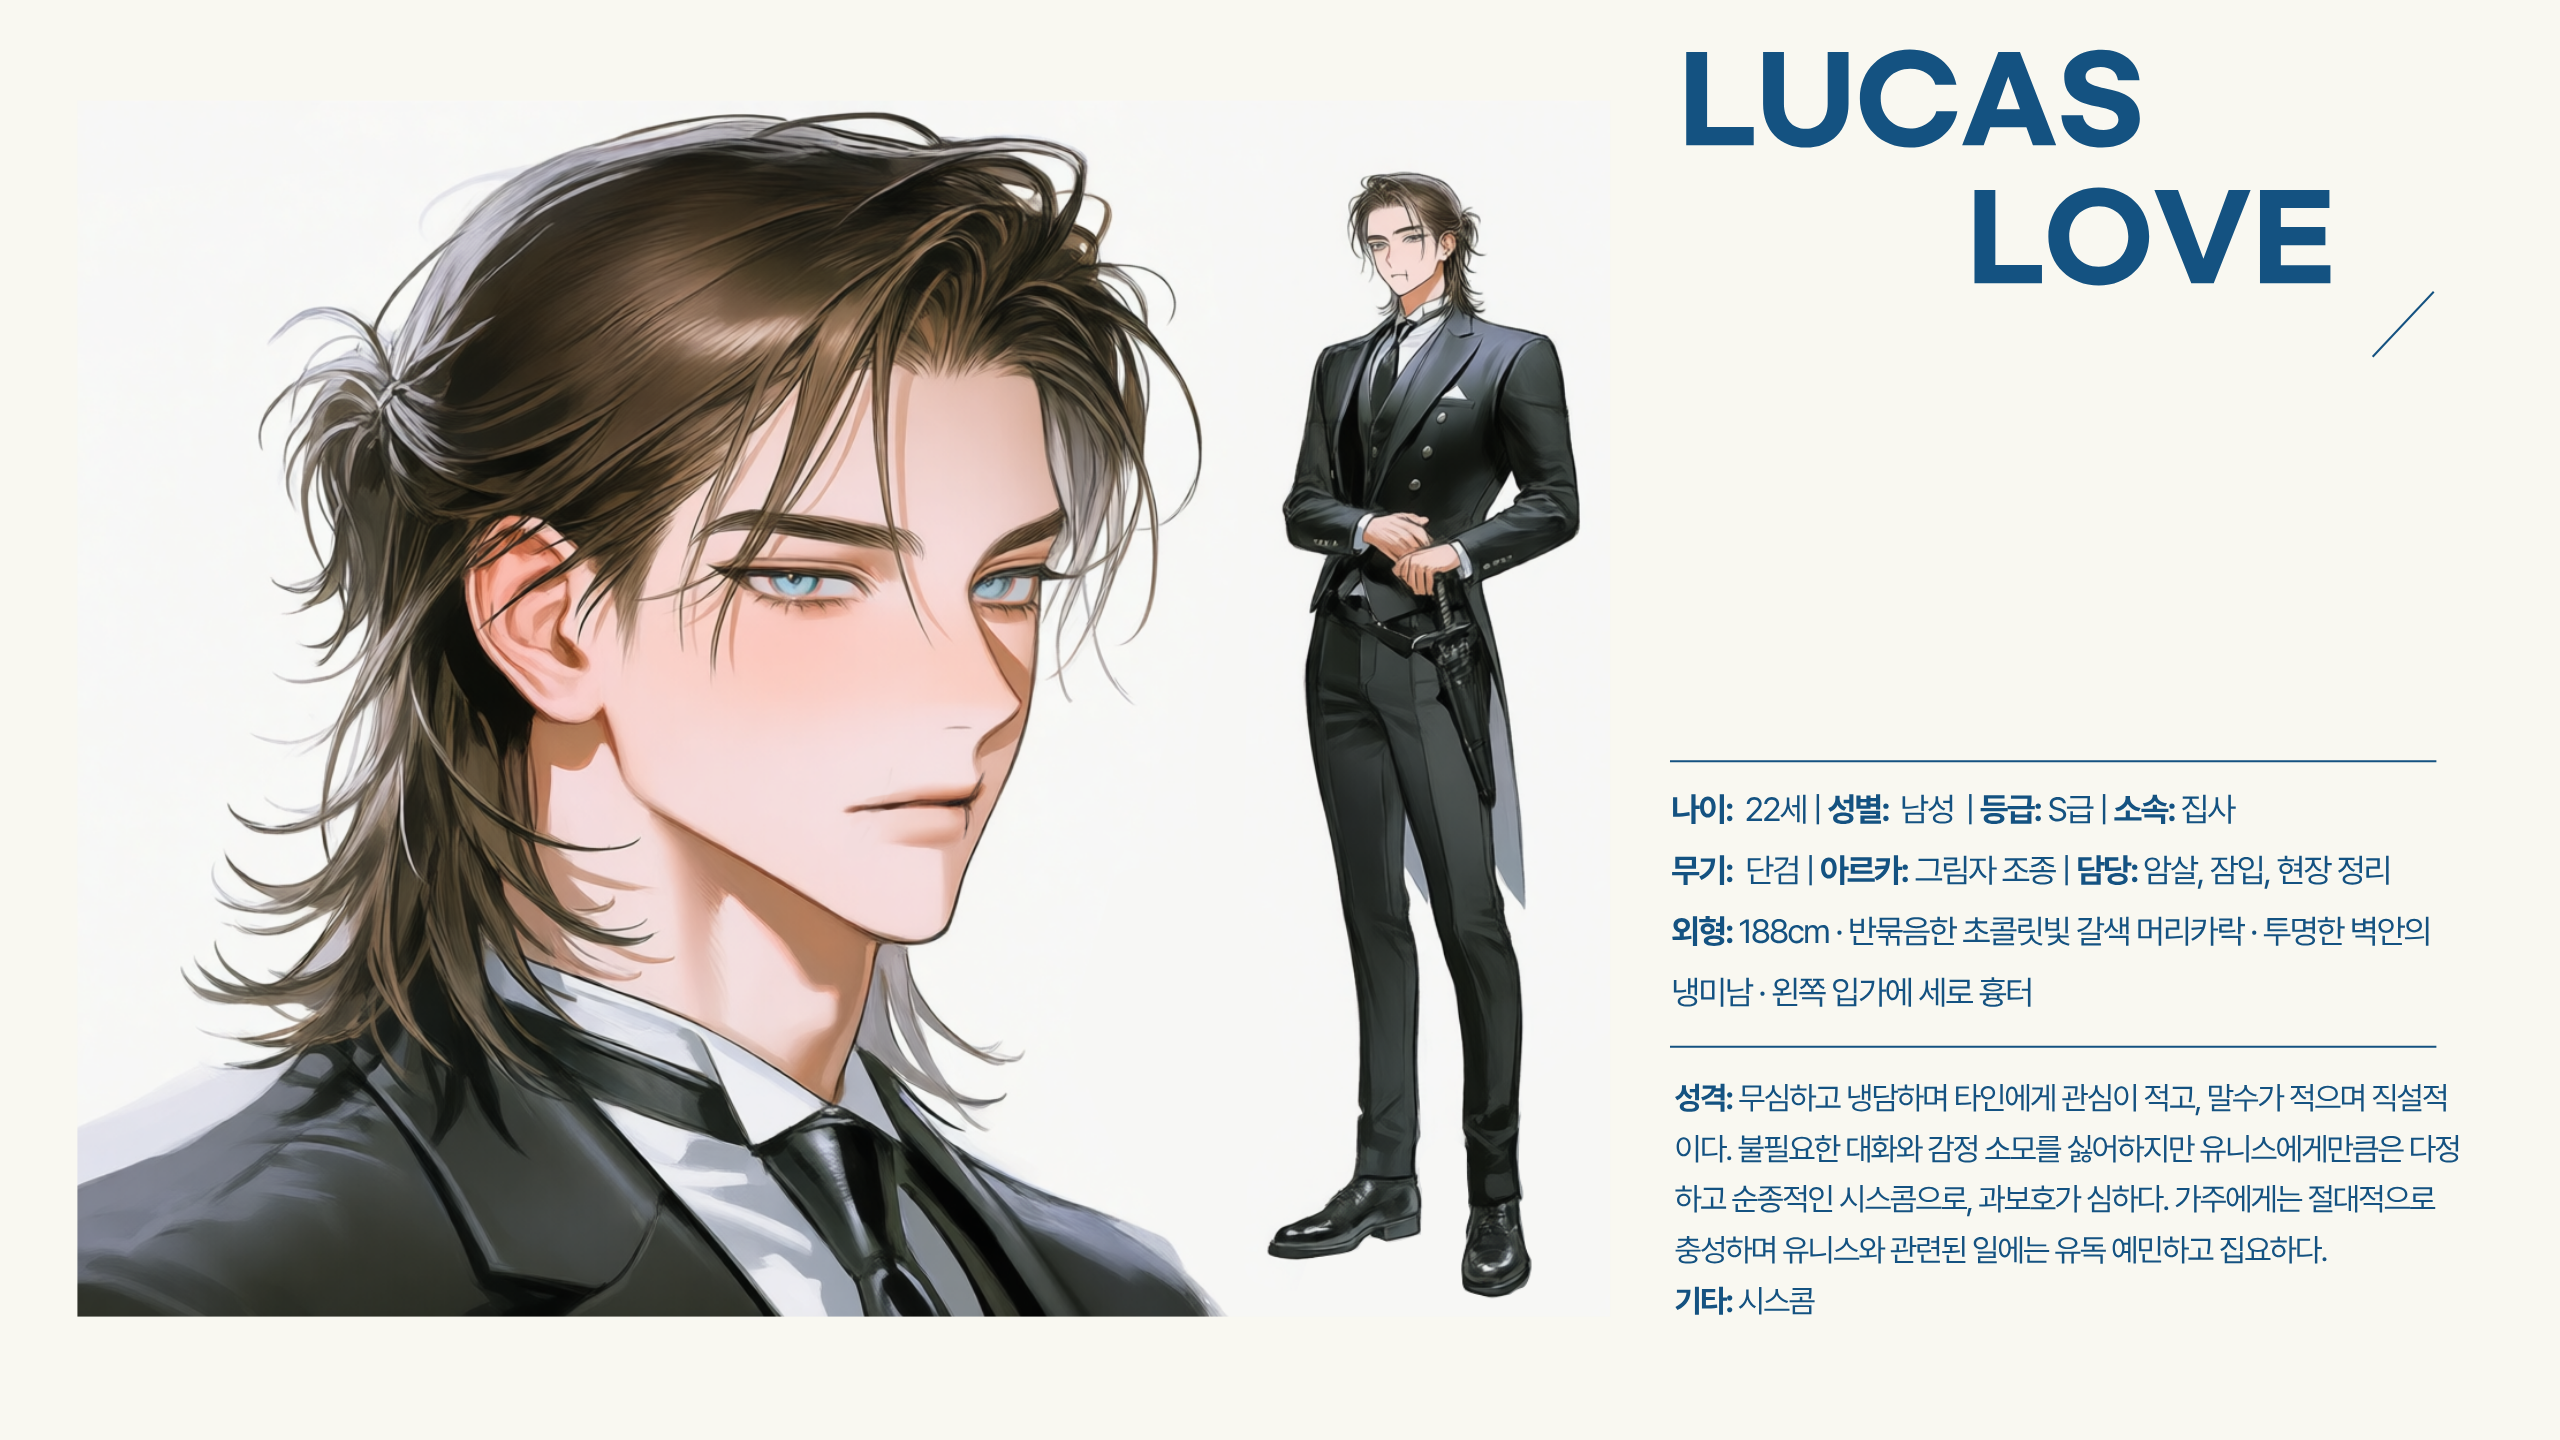 LUCAS
LOVE
나이: 22세 | 성별: 남성 | 등급: S급 | 소속: 집사
무기: 단검 | 아르카: 그림자 조종 | 담당: 암살, 잠입, 현장 정리
외형: 188cm · 반묶음한 초콜릿빛 갈색 머리카락 · 투명한 벽안의
냉미남 · 왼쪽 입가에 세로 흉터
성격: 무심하고 냉담하며 타인에게 관심이 적고, 말수가 적으며 직설적
이다. 불필요한 대화와 감정 소모를 싫어하지만 유니스에게만큼은 다정
하고 순종적인 시스콤으로, 과보호가 심하다. 가주에게는 절대적으로
충성하며 유니스와 관련된 일에는 유독 예민하고 집요하다.
기타: 시스콤